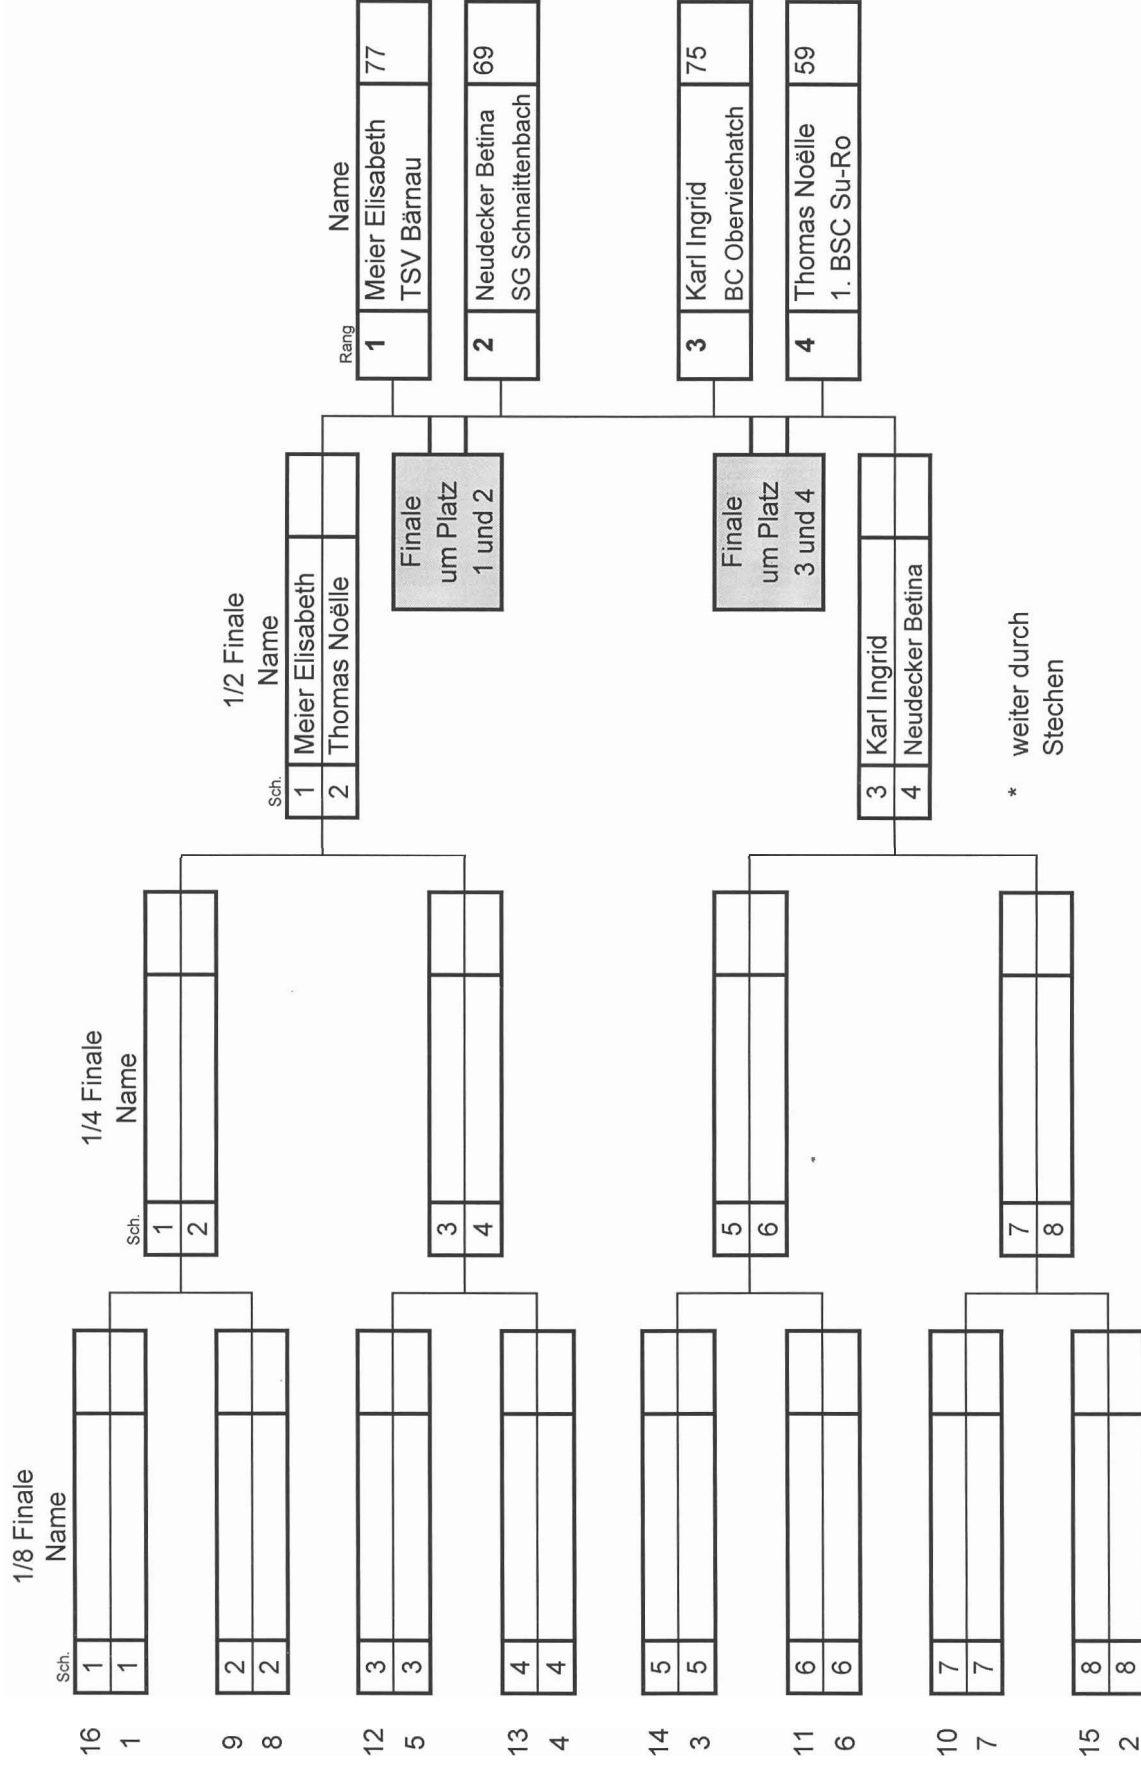 1/8 Finale
Name
Sch.
16 1
1 1
9 2
8 2
12 3
5 3
13 4
4 4
14 5
3 5
11 6
6 6
10 7
7 7
15 8
2 8
1/4 Finale
Name
Sch.
1
2
3
4
5
6
7
8
1/2 Finale
Name
Sch.
1 Meier Elisabeth
2 Thomas Noëlle
3 Karl Ingrid
4 Neudecker Betina
* weiter durch
Stechen
Finale
um Platz
1 und 2
Finale
um Platz
3 und 4
Name
Rang
1 Meier Elisabeth 77
TSV Bärnau
2 Neudecker Betina 69
SG Schnaittenbach
3 Karl Ingrid 75
BC Oberviechatch
4 Thomas Noëlle 59
1. BSC Su-Ro